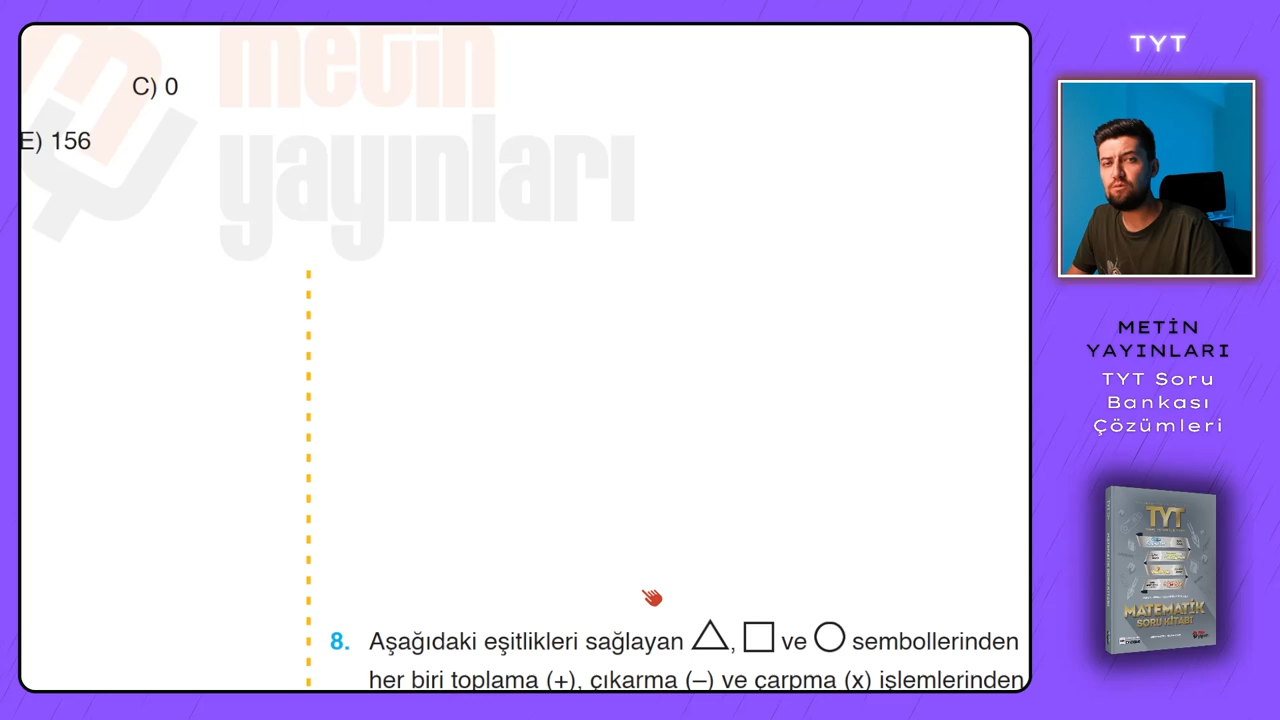 metin
yayınları
C) 0
E) 156
8. Aşağıdaki eşitlikleri sağlayan △, □ ve ○ sembollerinden
her biri toplama (+), çıkarma (–) ve çarpma (x) işlemlerinden
TYT
METİN
YAYINLARI
TYT Soru
Bankası
Çözümleri
TYT
MATEMATİK
SORU KİTABI